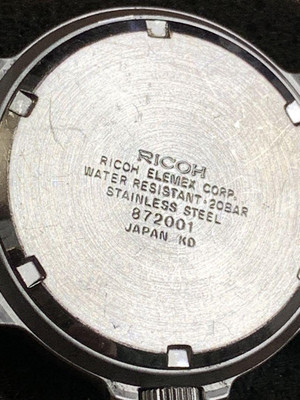 RICOH
RICOH ELEMEX CORP.
WATER RESISTANT·20BAR
STAINLESS STEEL
872001
JAPAN KD